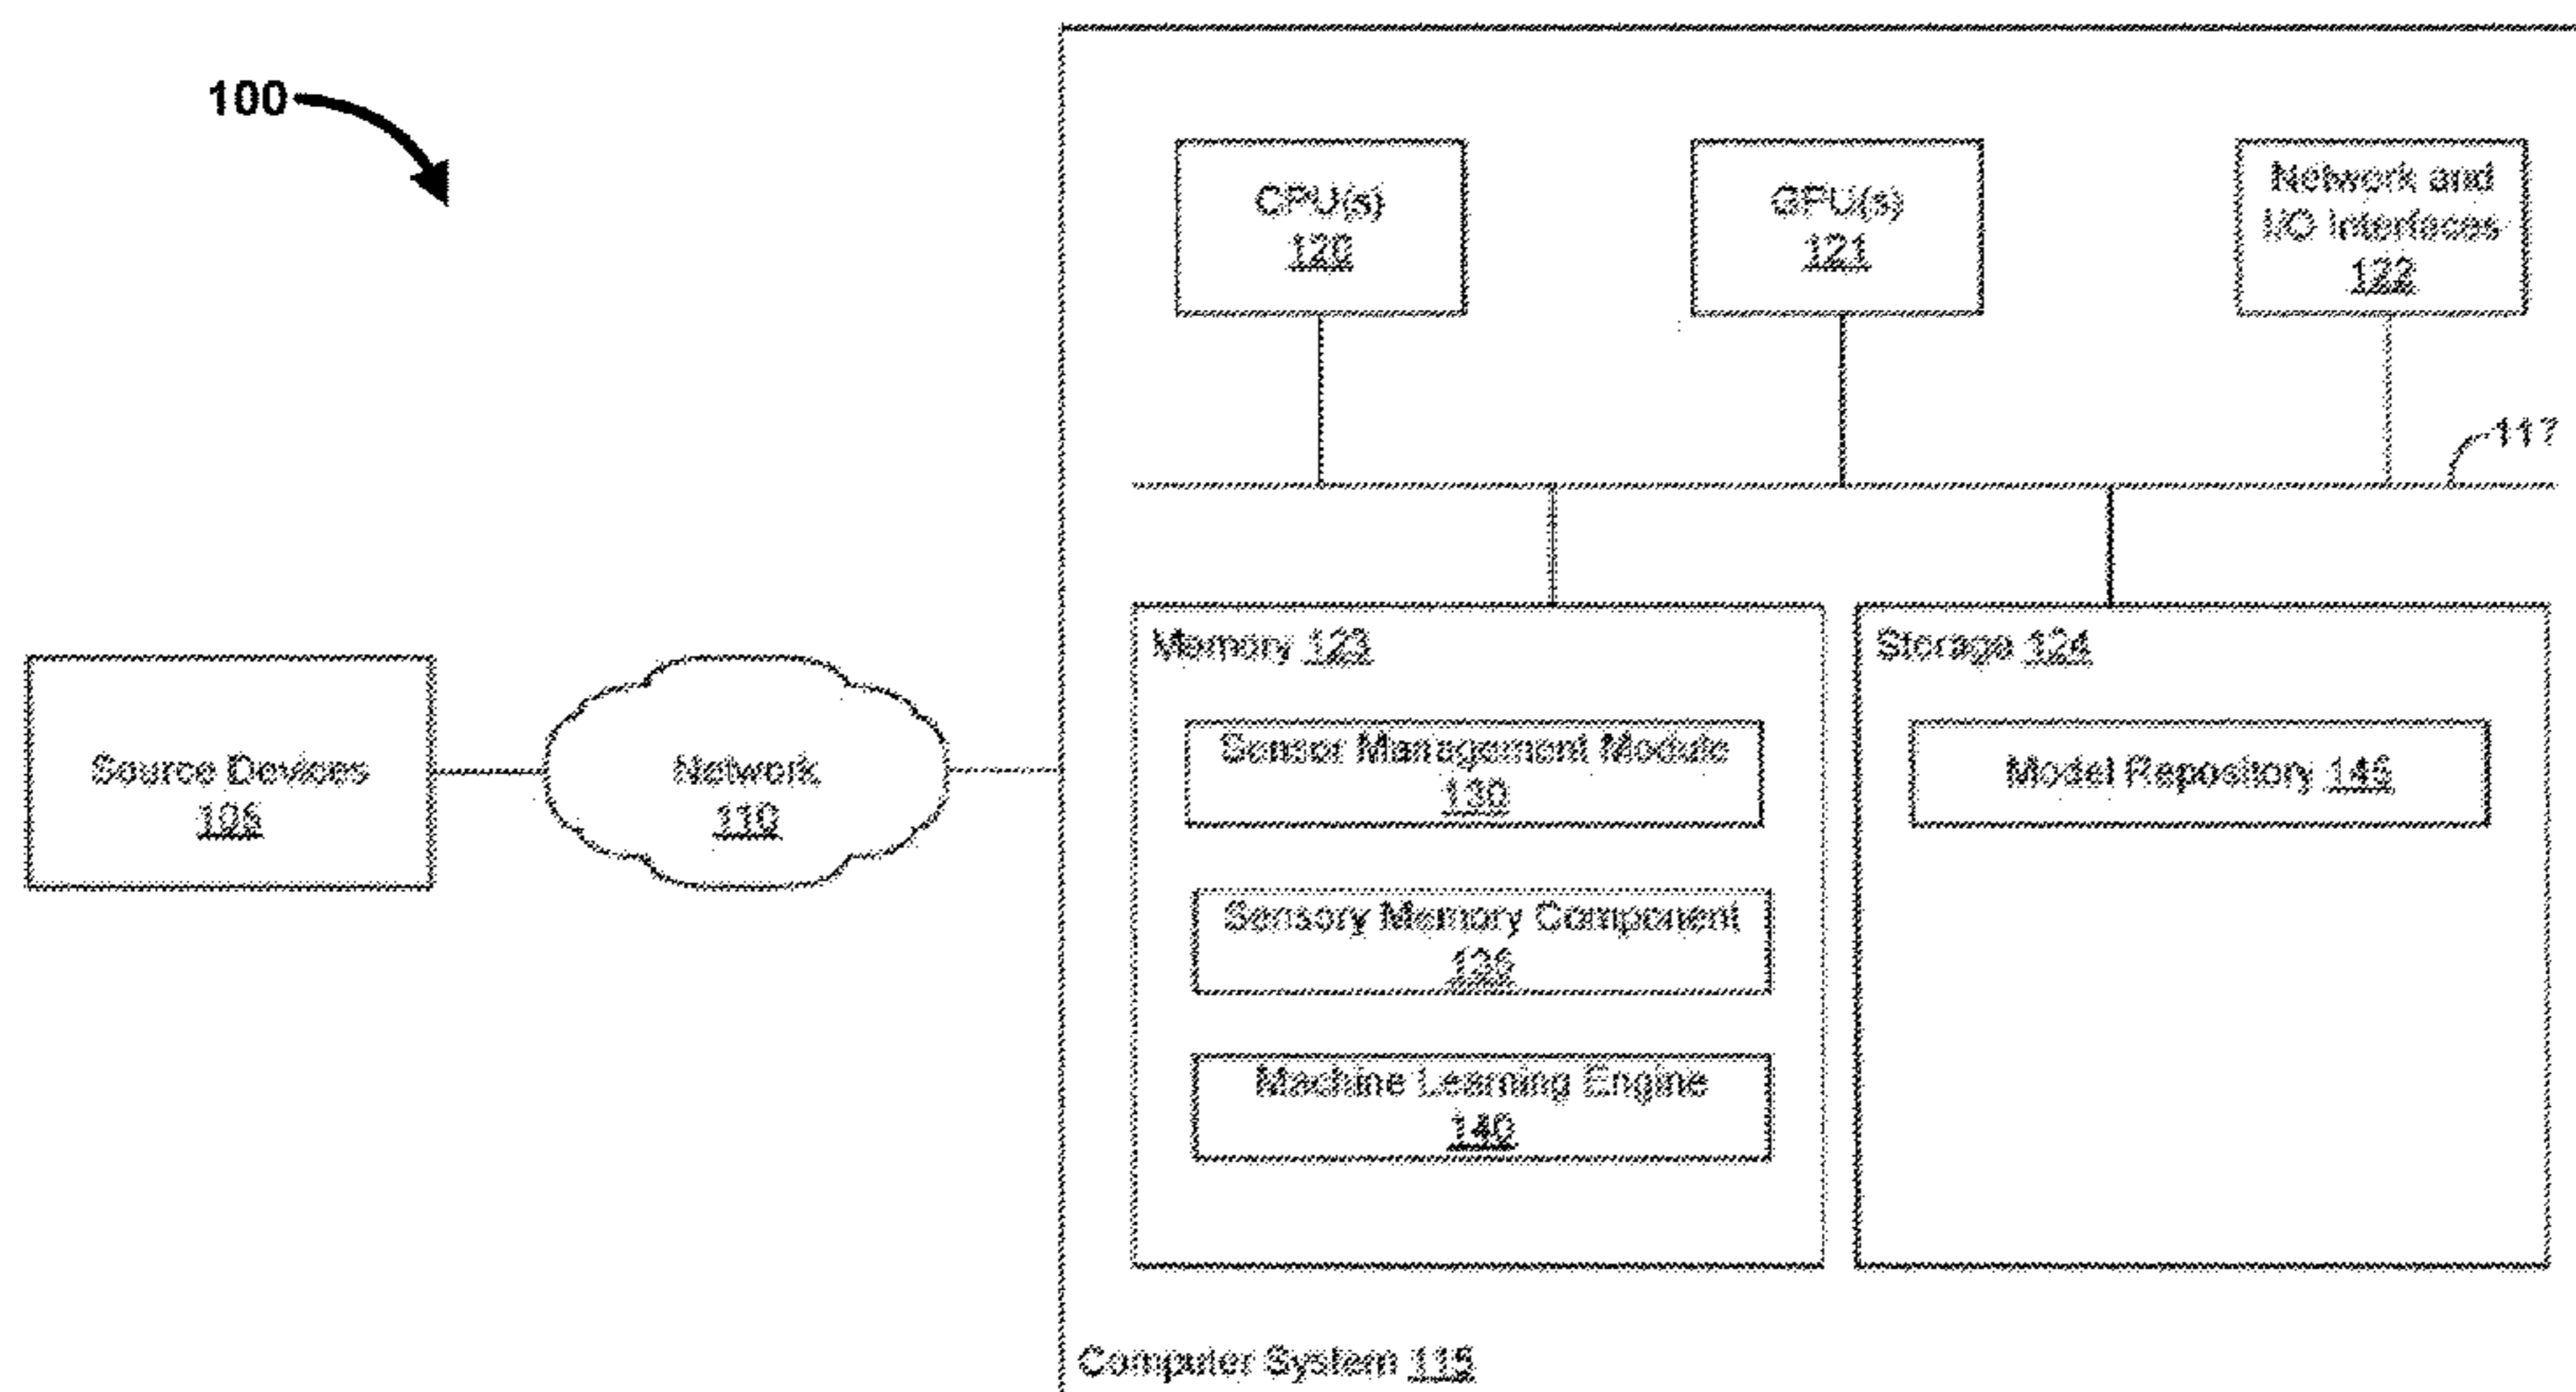 100
CPU(s)
120
GPU(s)
121
Network and
I/O Interfaces
122
117
Memory 123
Storage 124
Sensor Management Module
130
Model Repository 145
Source Devices
105
Network
110
Sensory Memory Component
Machine Learning Engine
140
Computer System 115